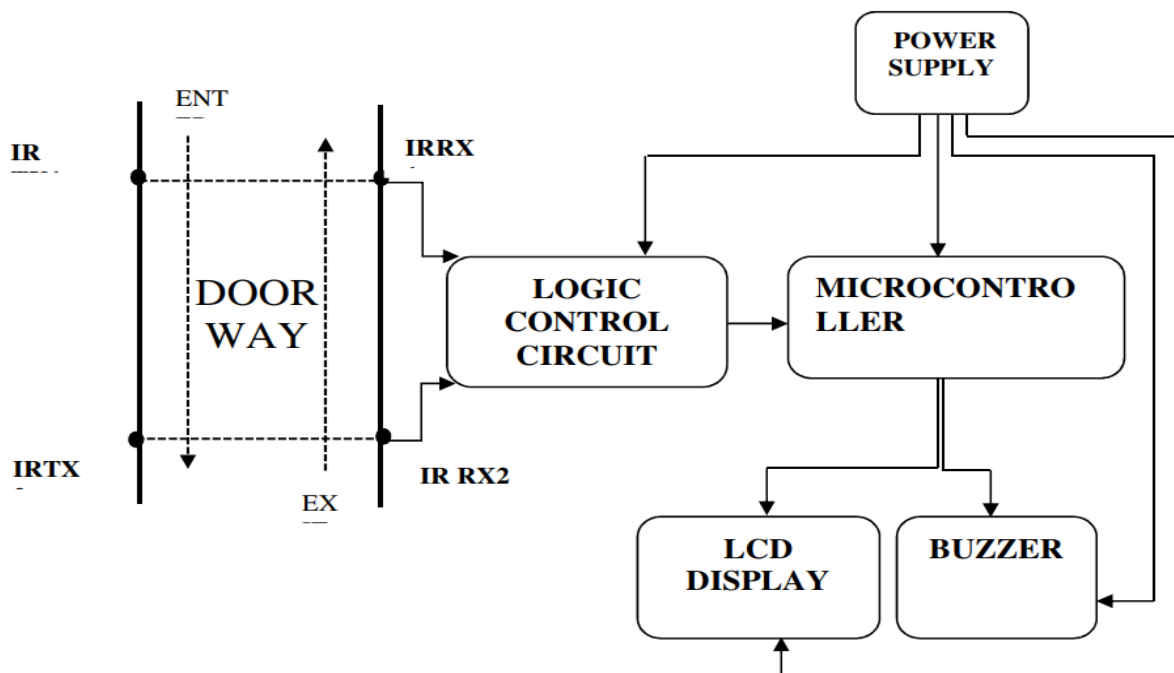 POWER
SUPPLY
ENT
IR
IRRX
DOOR
WAY
LOGIC
CONTROL
CIRCUIT
MICROCONTRO
LLER
IRTX
IR RX2
EX
LCD
DISPLAY
BUZZER